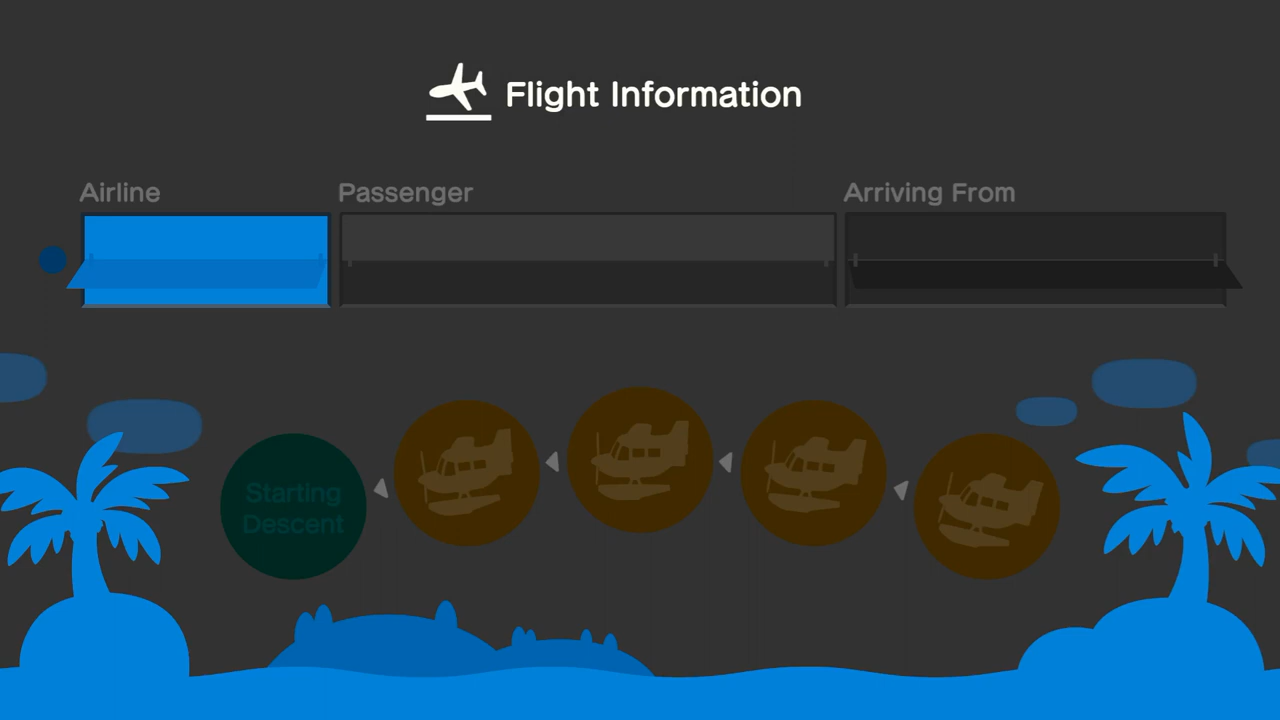 Flight Information
Airline
Passenger
Arriving From
Starting
Descent